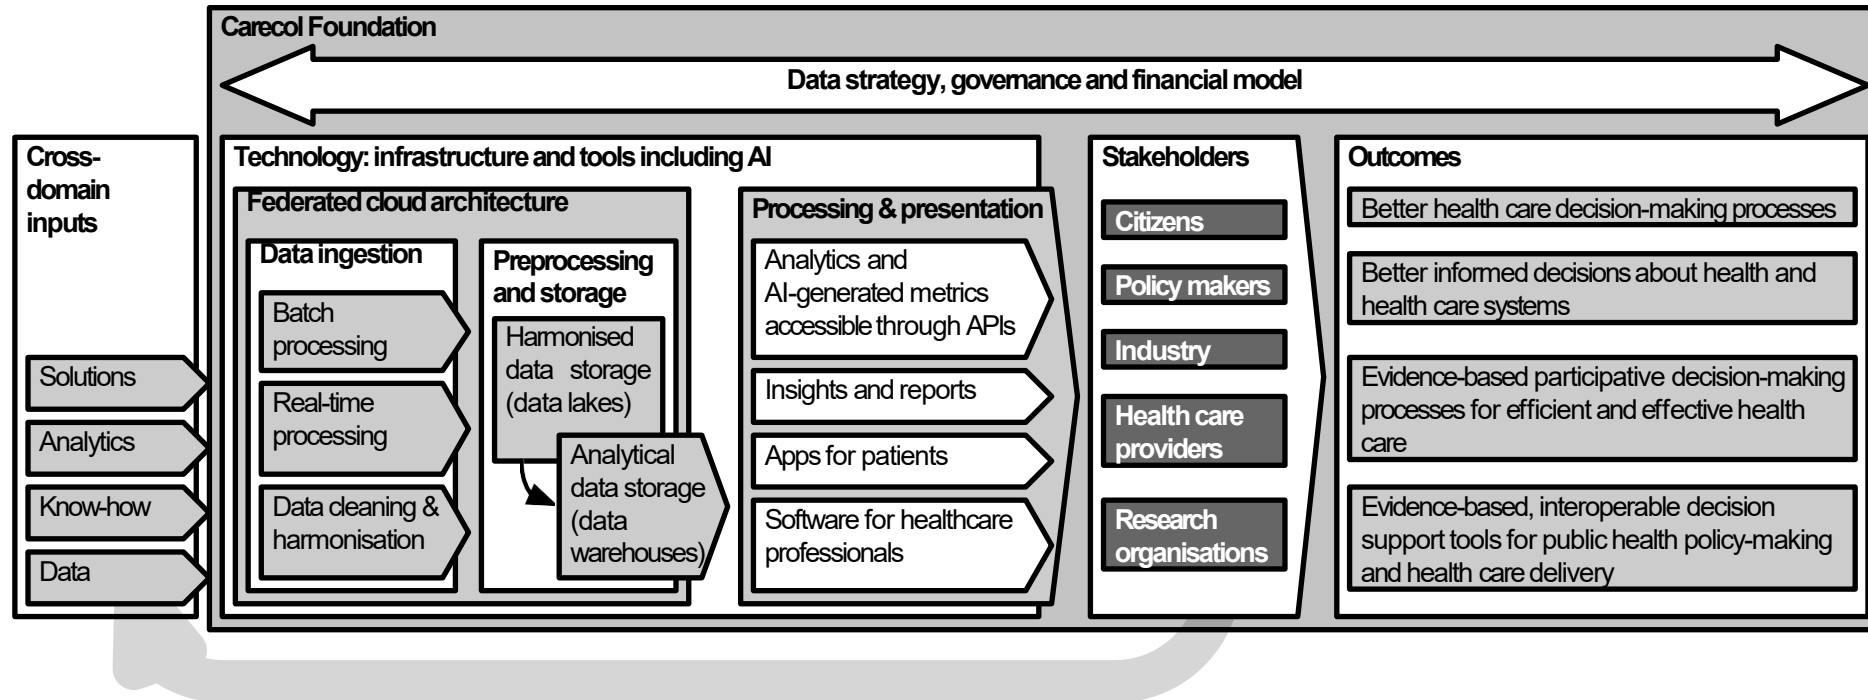 Carecol Foundation
Data strategy, governance and financial model
Cross-
domain
inputs
Solutions
Analytics
Know-how
Data
Technology: infrastructure and tools including AI
Federated cloud architecture
Data ingestion
Batch
processing
Real-time
processing
Data cleaning &
harmonisation
Preprocessing
and storage
Harmonised
data storage
(data lakes)
Analytical
data storage
(data
warehouses)
Processing & presentation
Analytics and
AI-generated metrics
accessible through APIs
Insights and reports
Apps for patients
Software for healthcare
professionals
Stakeholders
Citizens
Policy makers
Industry
Health care
providers
Research
organisations
Outcomes
Better health care decision-making processes
Better informed decisions about health and
health care systems
Evidence-based participative decision-making
processes for efficient and effective health
care
Evidence-based, interoperable decision
support tools for public health policy-making
and health care delivery